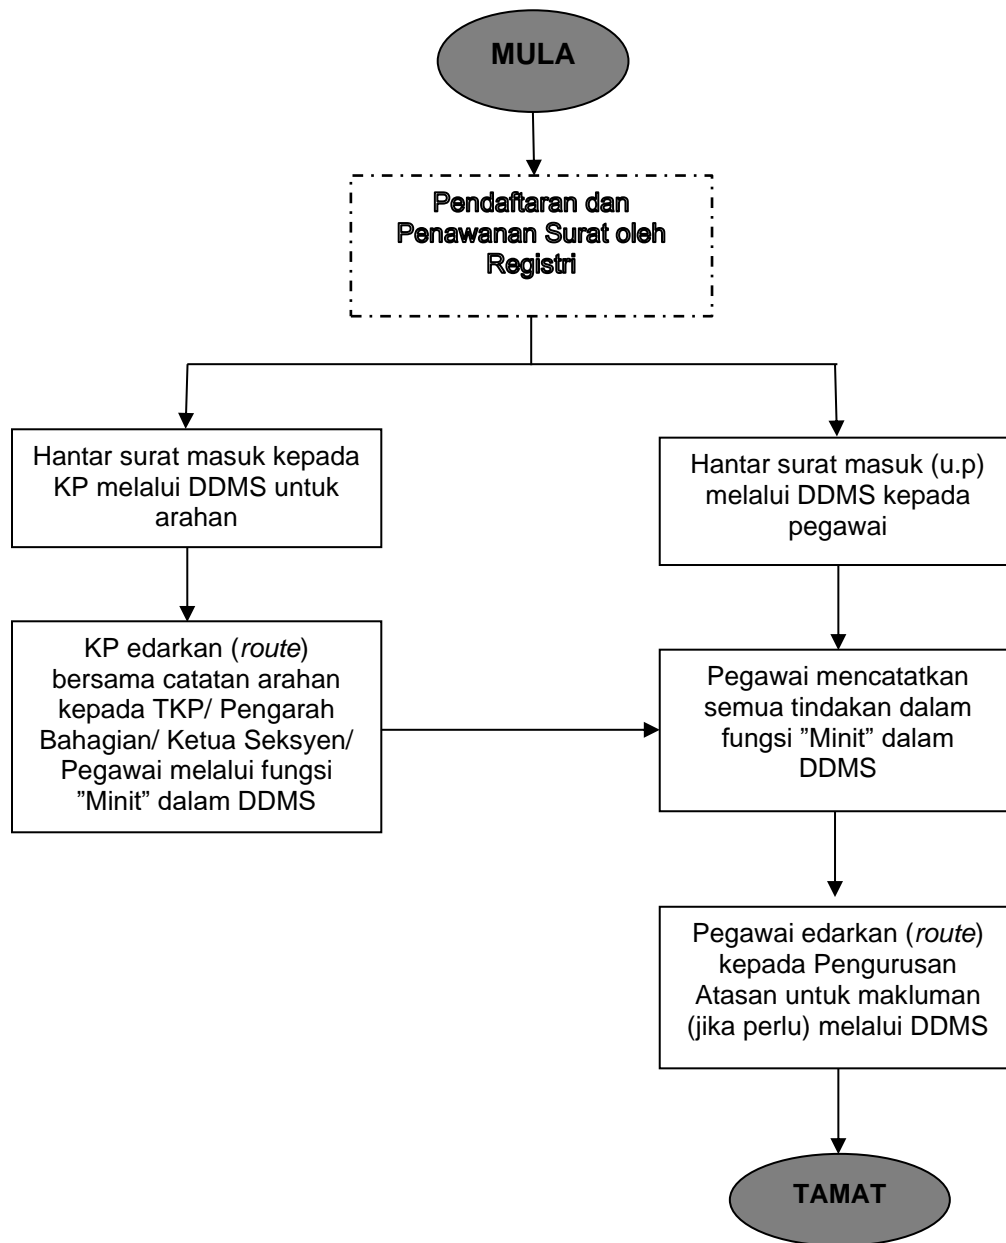 MULA
Pendaftaran dan
Penawanan Surat oleh
Registri
Hantar surat masuk kepada
KP melalui DDMS untuk
arahan
Hantar surat masuk (u.p)
melalui DDMS kepada
pegawai
KP edarkan (route)
bersama catatan arahan
kepada TKP/ Pengarah
Bahagian/ Ketua Seksyen/
Pegawai melalui fungsi
”Minit” dalam DDMS
Pegawai mencatatkan
semua tindakan dalam
fungsi ”Minit” dalam
DDMS
Pegawai edarkan (route)
kepada Pengurusan
Atasan untuk makluman
(jika perlu) melalui DDMS
TAMAT